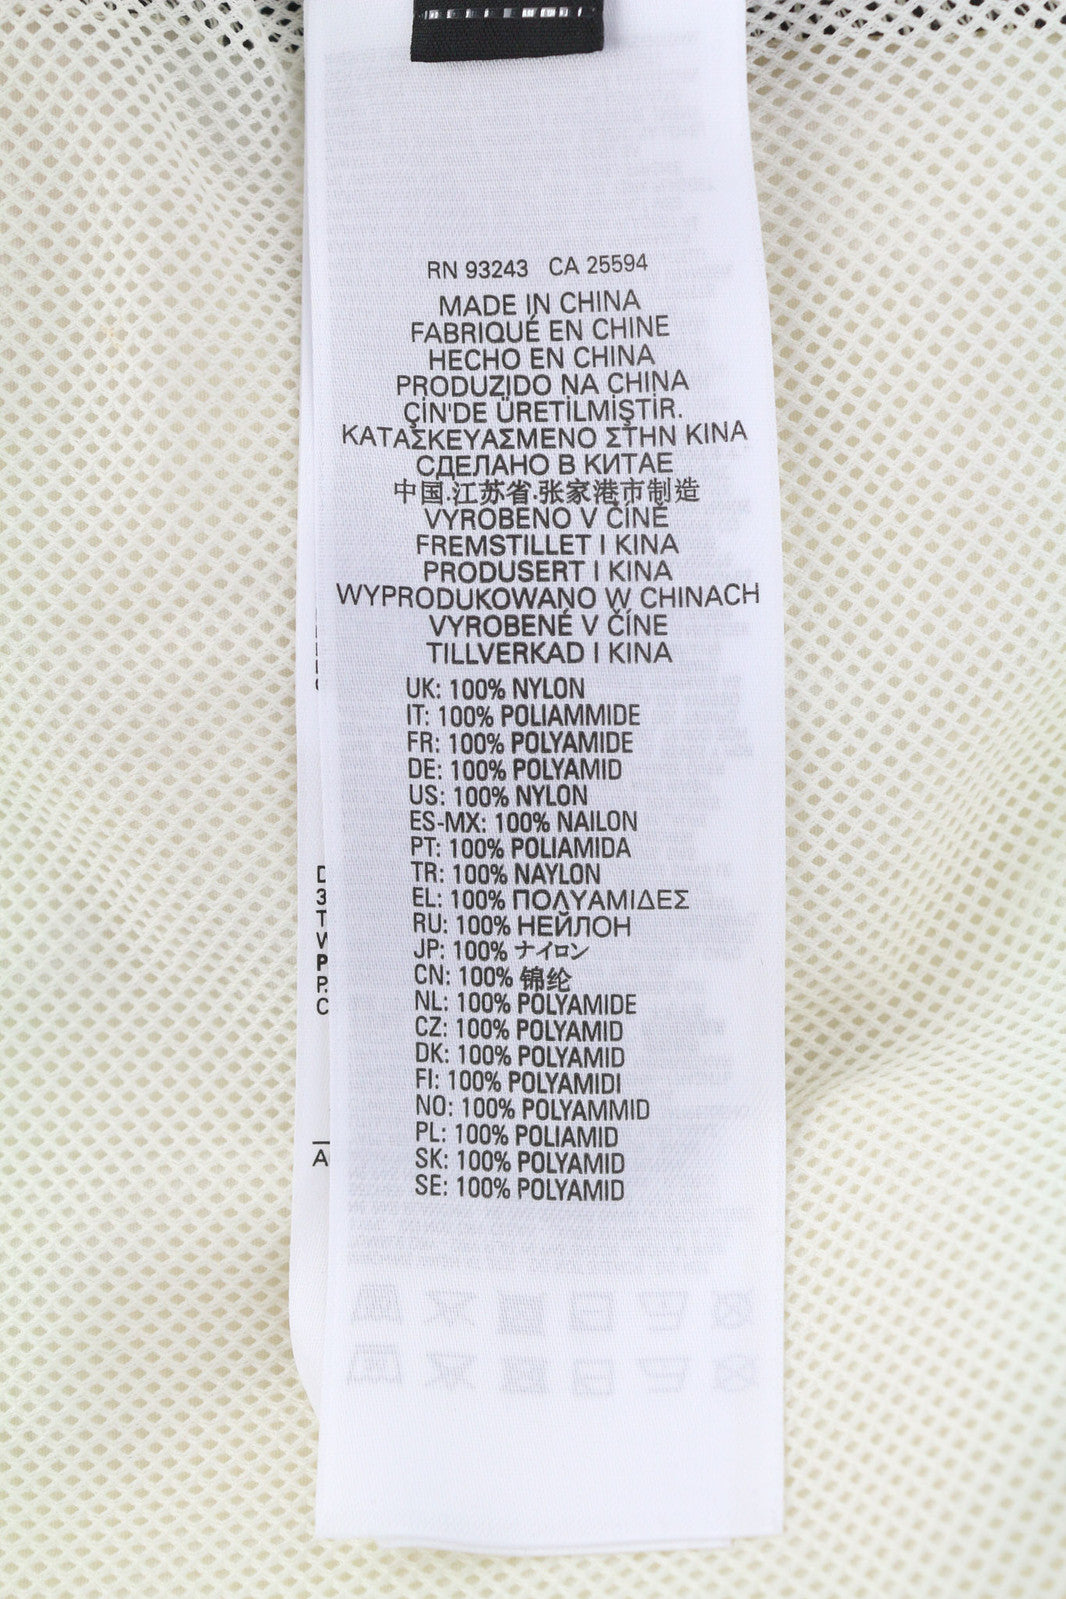 RN 93243 CA 25594
MADE IN CHINA
FABRIQUÉ EN CHINE
HECHO EN CHINA
PRODUZIDO NA CHINA
ÇİN'DE ÜRETİLMİŞTİR.
ΚΑΤΑΣΚΕΥΑΣΜΕΝΟ ΣΤΗΝ ΚΙΝΑ
СДЕЛАНО В КИТАЕ
中国.江苏省.张家港市制造
VYROBENO V ČÍNĚ
FREMSTILLET I KINA
PRODUSERT I KINA
WYPRODUKOWANO W CHINACH
VYROBENÉ V ČÍNE
TILLVERKAD I KINA
UK: 100% NYLON
IT: 100% POLIAMMIDE
FR: 100% POLYAMIDE
DE: 100% POLYAMID
US: 100% NYLON
ES-MX: 100% NAILON
PT: 100% POLIAMIDA
TR: 100% NAYLON
EL: 100% ΠΟΛΥΑΜΙΔΕΣ
RU: 100% НЕЙЛОН
JP: 100% ナイロン
CN: 100% 锦纶
NL: 100% POLYAMIDE
CZ: 100% POLYAMID
DK: 100% POLYAMID
FI: 100% POLYAMIDI
NO: 100% POLYAMMID
PL: 100% POLIAMID
SK: 100% POLYAMID
SE: 100% POLYAMID